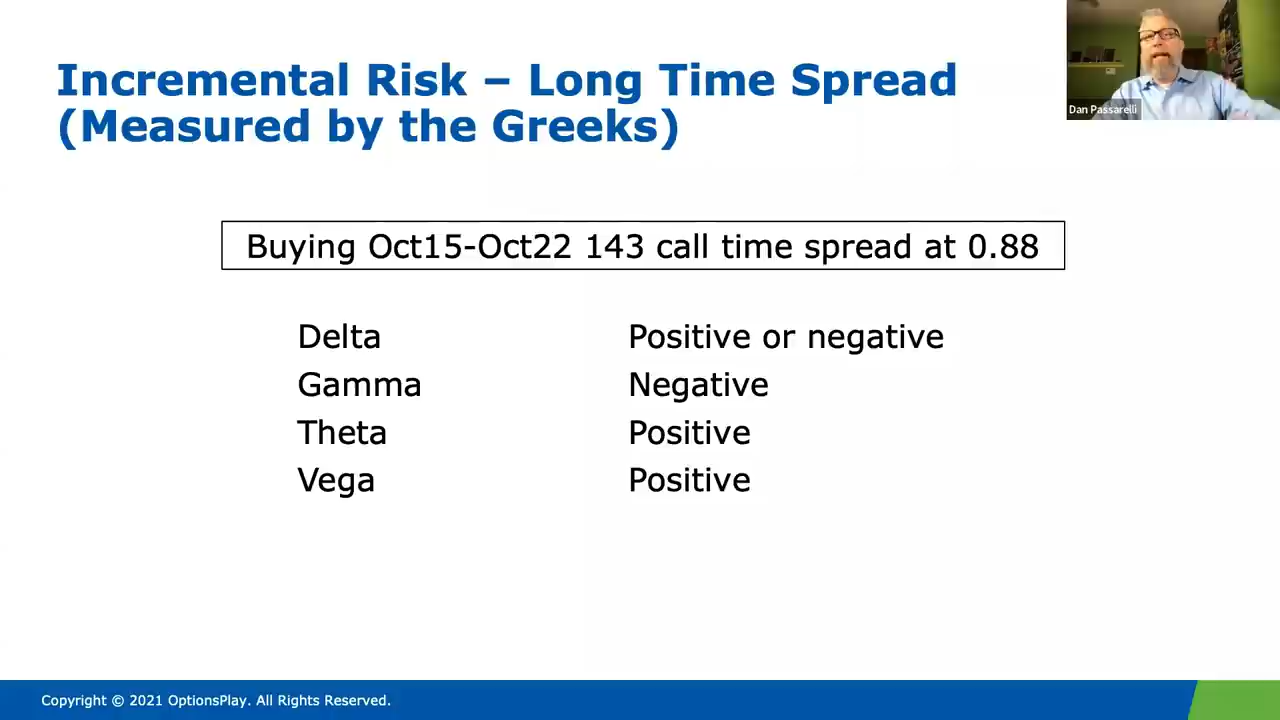 Incremental Risk – Long Time Spread
(Measured by the Greeks)
Dan Passarelli
Buying Oct15-Oct22 143 call time spread at 0.88
Delta Positive or negative
Gamma Negative
Theta Positive
Vega Positive
Copyright © 2021 OptionsPlay. All Rights Reserved.